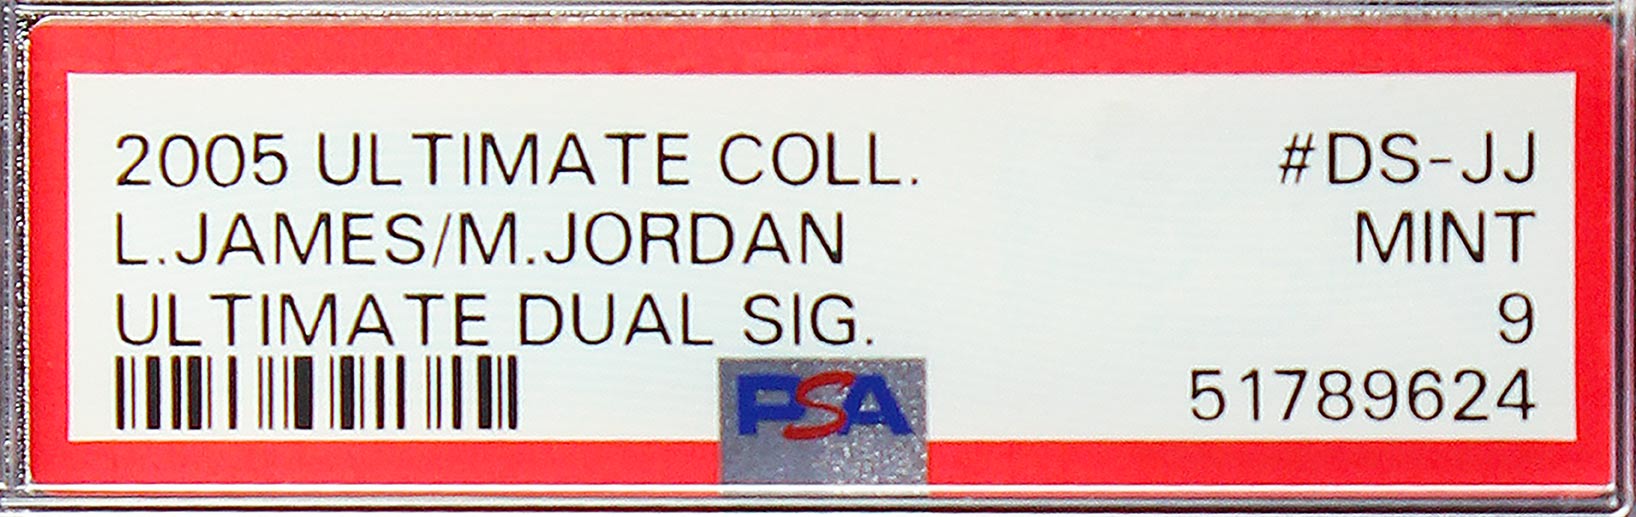 2005 ULTIMATE COLL. #DS-JJ
L.JAMES/M.JORDAN MINT
ULTIMATE DUAL SIG. 9
PSA 51789624